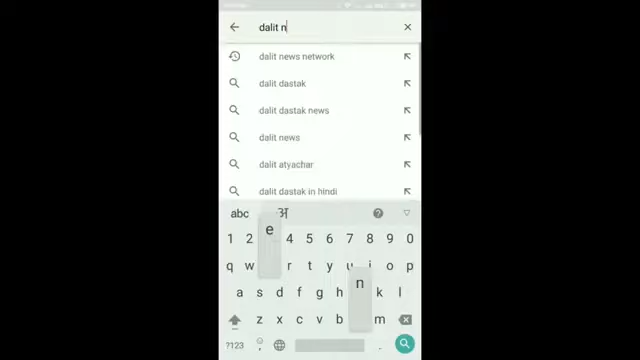 dalit n
dalit news network
dalit dastak
dalit dastak news
dalit news
dalit atyachar
dalit dastak in hindi
abc अ
1 2 4 5 6 7 8 9 0
e
q w r t y u i o p
n
a s d f g h k l
z x c v b m
?123 , .